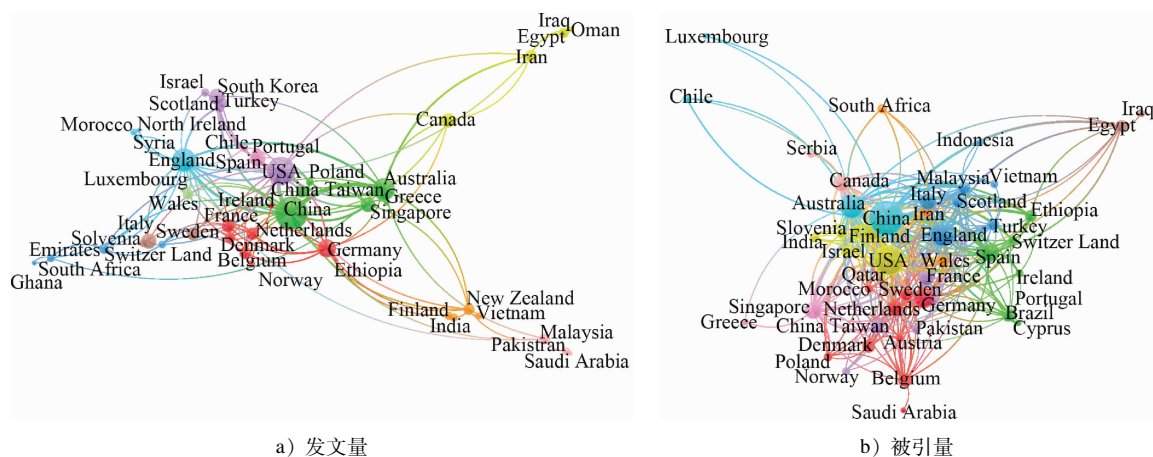 Iraq
Oman
Egypt
Iran
Israel
South Korea
Scotland
Turkey
Canada
Morocco
North Ireland
Syria
Chile
Portugal
England
Spain
USA
Poland
Luxembourg
China Taiwan
Australia
Wales
Ireland
Greece
France
China
Singapore
Italy
Sweden
Netherlands
Solvenia
Denmark
Germany
Emirates
Switzer Land
Belgium
South Africa
Ethiopia
Ghana
Norway
New Zealand
Finland
Vietnam
India
Malaysia
Pakistran
Saudi Arabia
a）发文量
Luxembourg
Chile
South Africa
Iraq
Egypt
Indonesia
Serbia
Canada
Malaysia
Vietnam
Italy
Scotland
Australia
China
Iran
Ethiopia
Slovenia
Finland
England
Turkey
India
Switzer Land
Israel
USA
Wales
Spain
Qatar
France
Ireland
Morocco
Sweden
Singapore
Netherlands
Germany
Portugal
Brazil
Greece
China Taiwan
Pakistan
Cyprus
Denmark
Austria
Poland
Norway
Belgium
Saudi Arabia
b）被引量